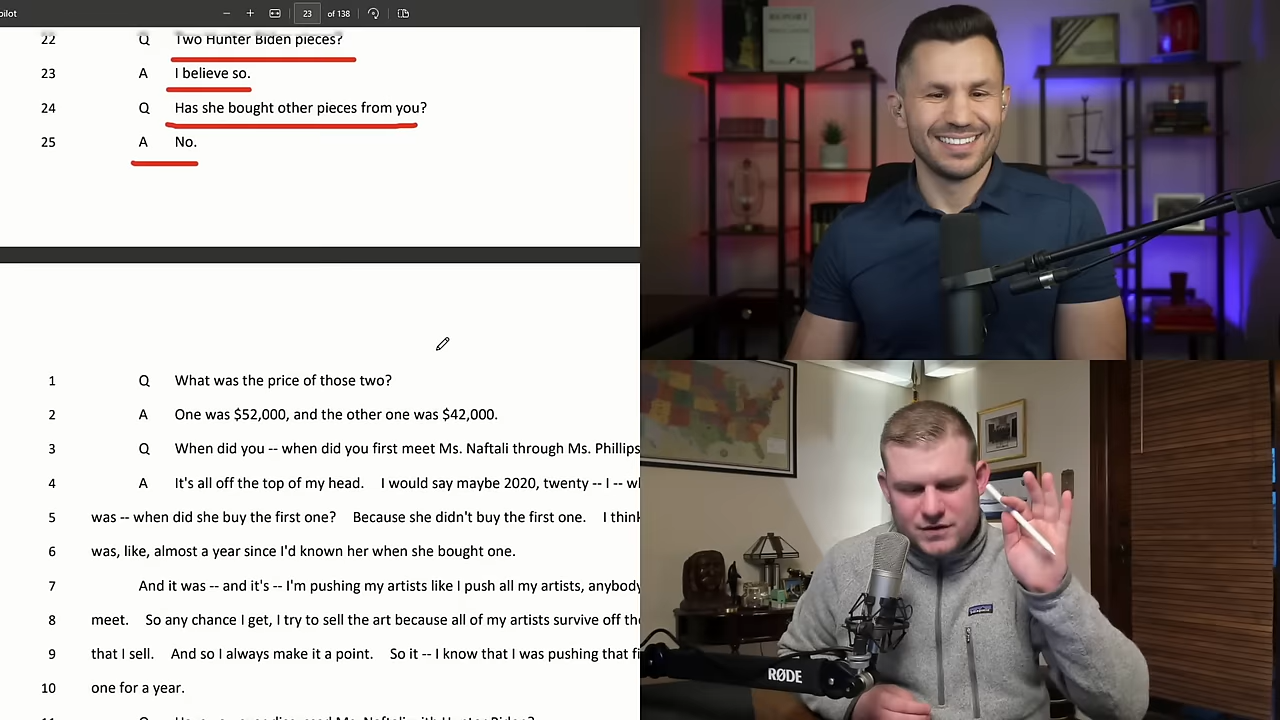 pilot
23 of 138
22 Q Two Hunter Biden pieces?
23 A I believe so.
24 Q Has she bought other pieces from you?
25 A No.
1 Q What was the price of those two?
2 A One was $52,000, and the other one was $42,000.
3 Q When did you -- when did you first meet Ms. Naftali through Ms. Phillips
4 A It's all off the top of my head. I would say maybe 2020, twenty -- I --
5 was -- when did she buy the first one? Because she didn't buy the first one. I think
6 was, like, almost a year since I'd known her when she bought one.
7 And it was -- and it's -- I'm pushing my artists like I push all my artists, anybody
8 meet. So any chance I get, I try to sell the art because all of my artists survive off
9 that I sell. And so I always make it a point. So it -- I know that I was pushing that
10 one for a year.
RØDE
patagonia